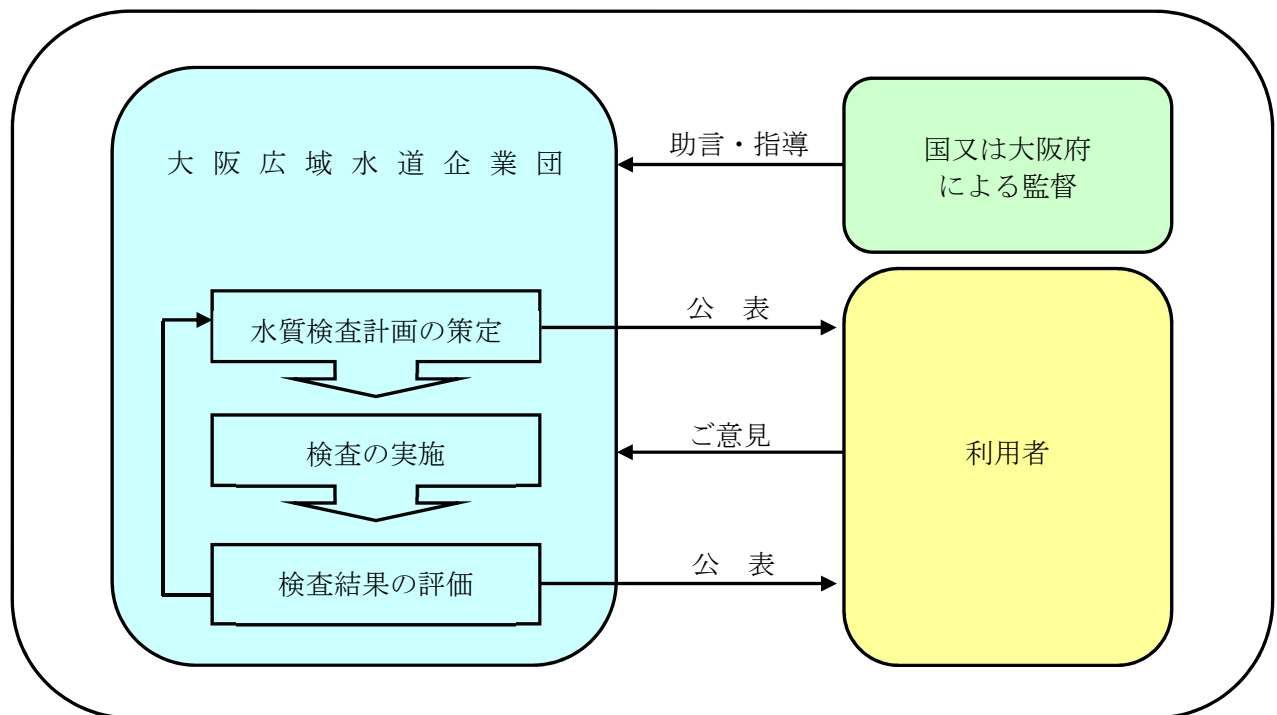 大阪広域水道企業団
助言・指導
国又は大阪府
による監督
水質検査計画の策定
公表
検査の実施
ご意見
利用者
検査結果の評価
公表